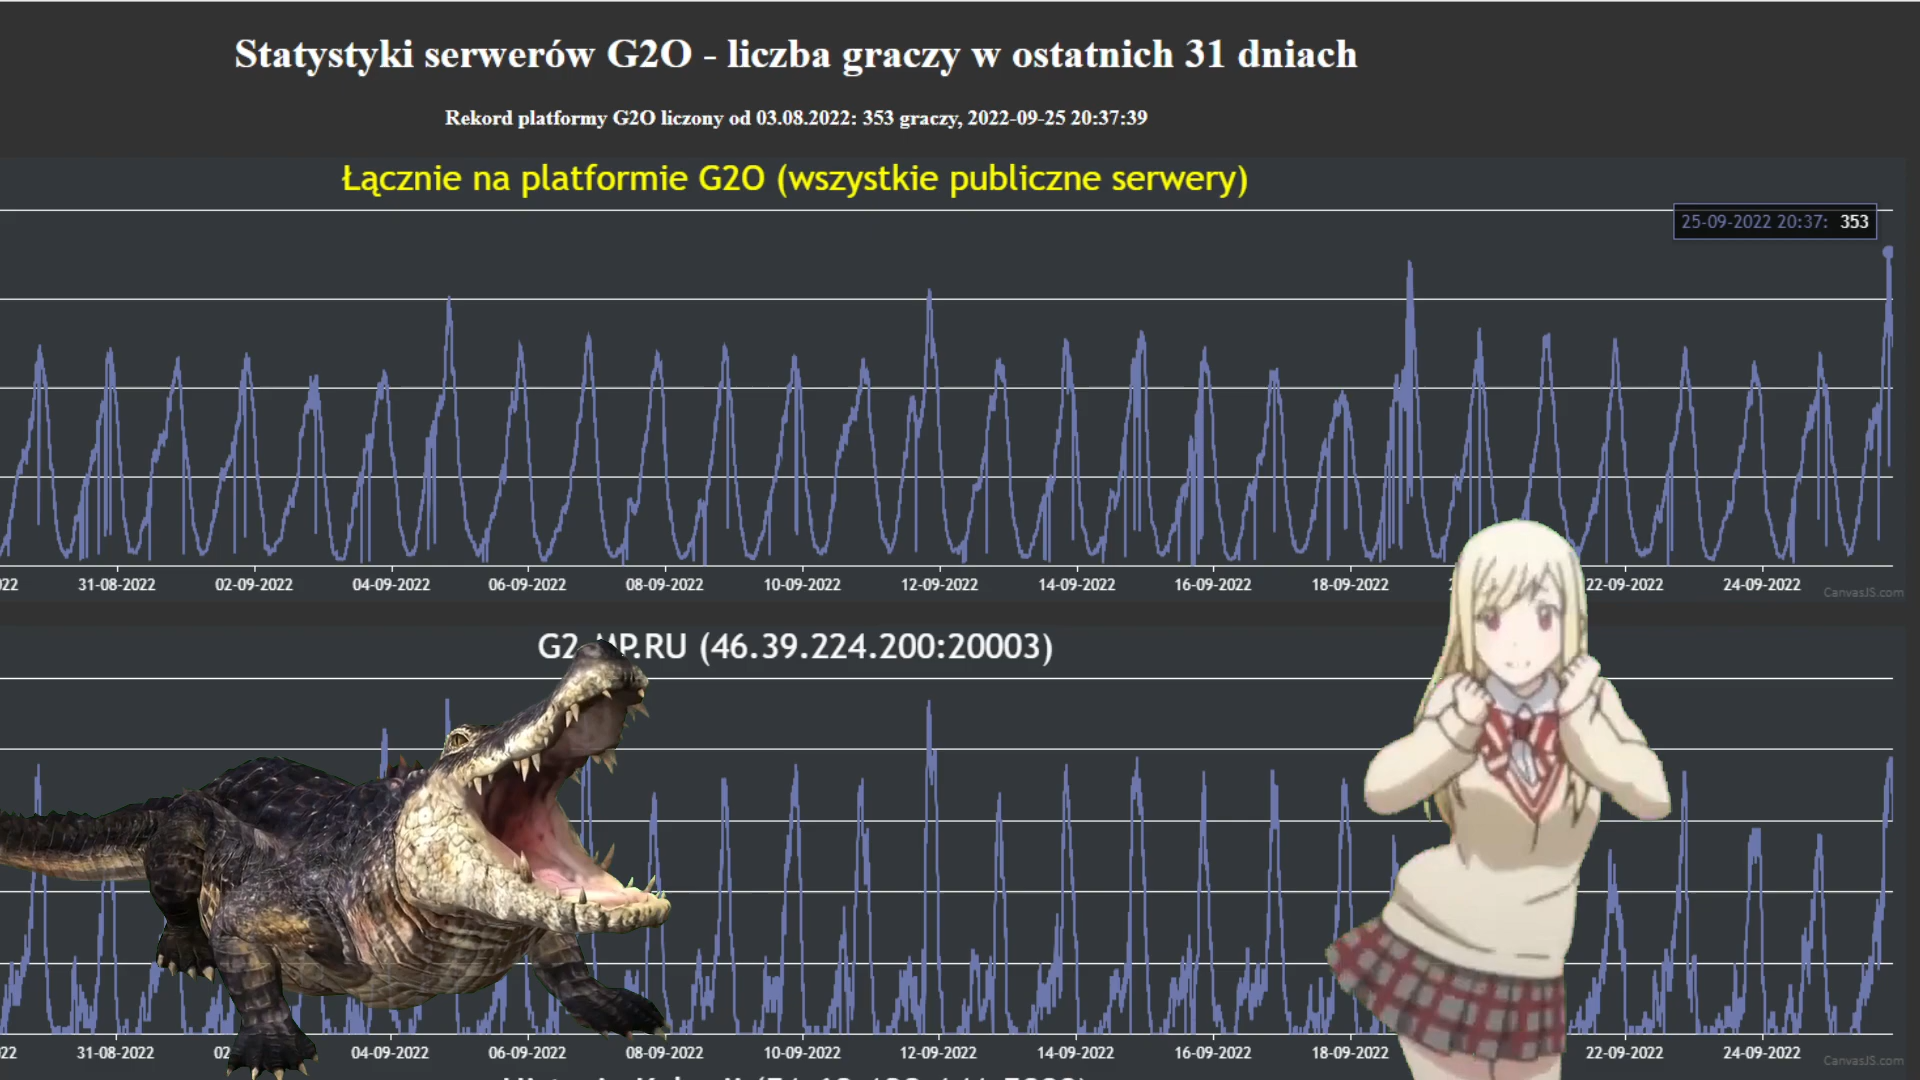 Statystyki serwerów G2O - liczba graczy w ostatnich 31 dniach
Rekord platformy G2O liczony od 03.08.2022: 353 graczy, 2022-09-25 20:37:39
Łącznie na platformie G2O (wszystkie publiczne serwery)
25-09-2022 20:37: 353
022 31-08-2022 02-09-2022 04-09-2022 06-09-2022 08-09-2022 10-09-2022 12-09-2022 14-09-2022 16-09-2022 18-09-2022 22-09-2022 24-09-2022
CanvasJS.com
(46.39.224.200:20003)
022 31-08-2022 02 04-09-2022 06-09-2022 08-09-2022 10-09-2022 12-09-2022 14-09-2022 16-09-2022 18-09-2022 22-09-2022 24-09-2022
CanvasJS.com